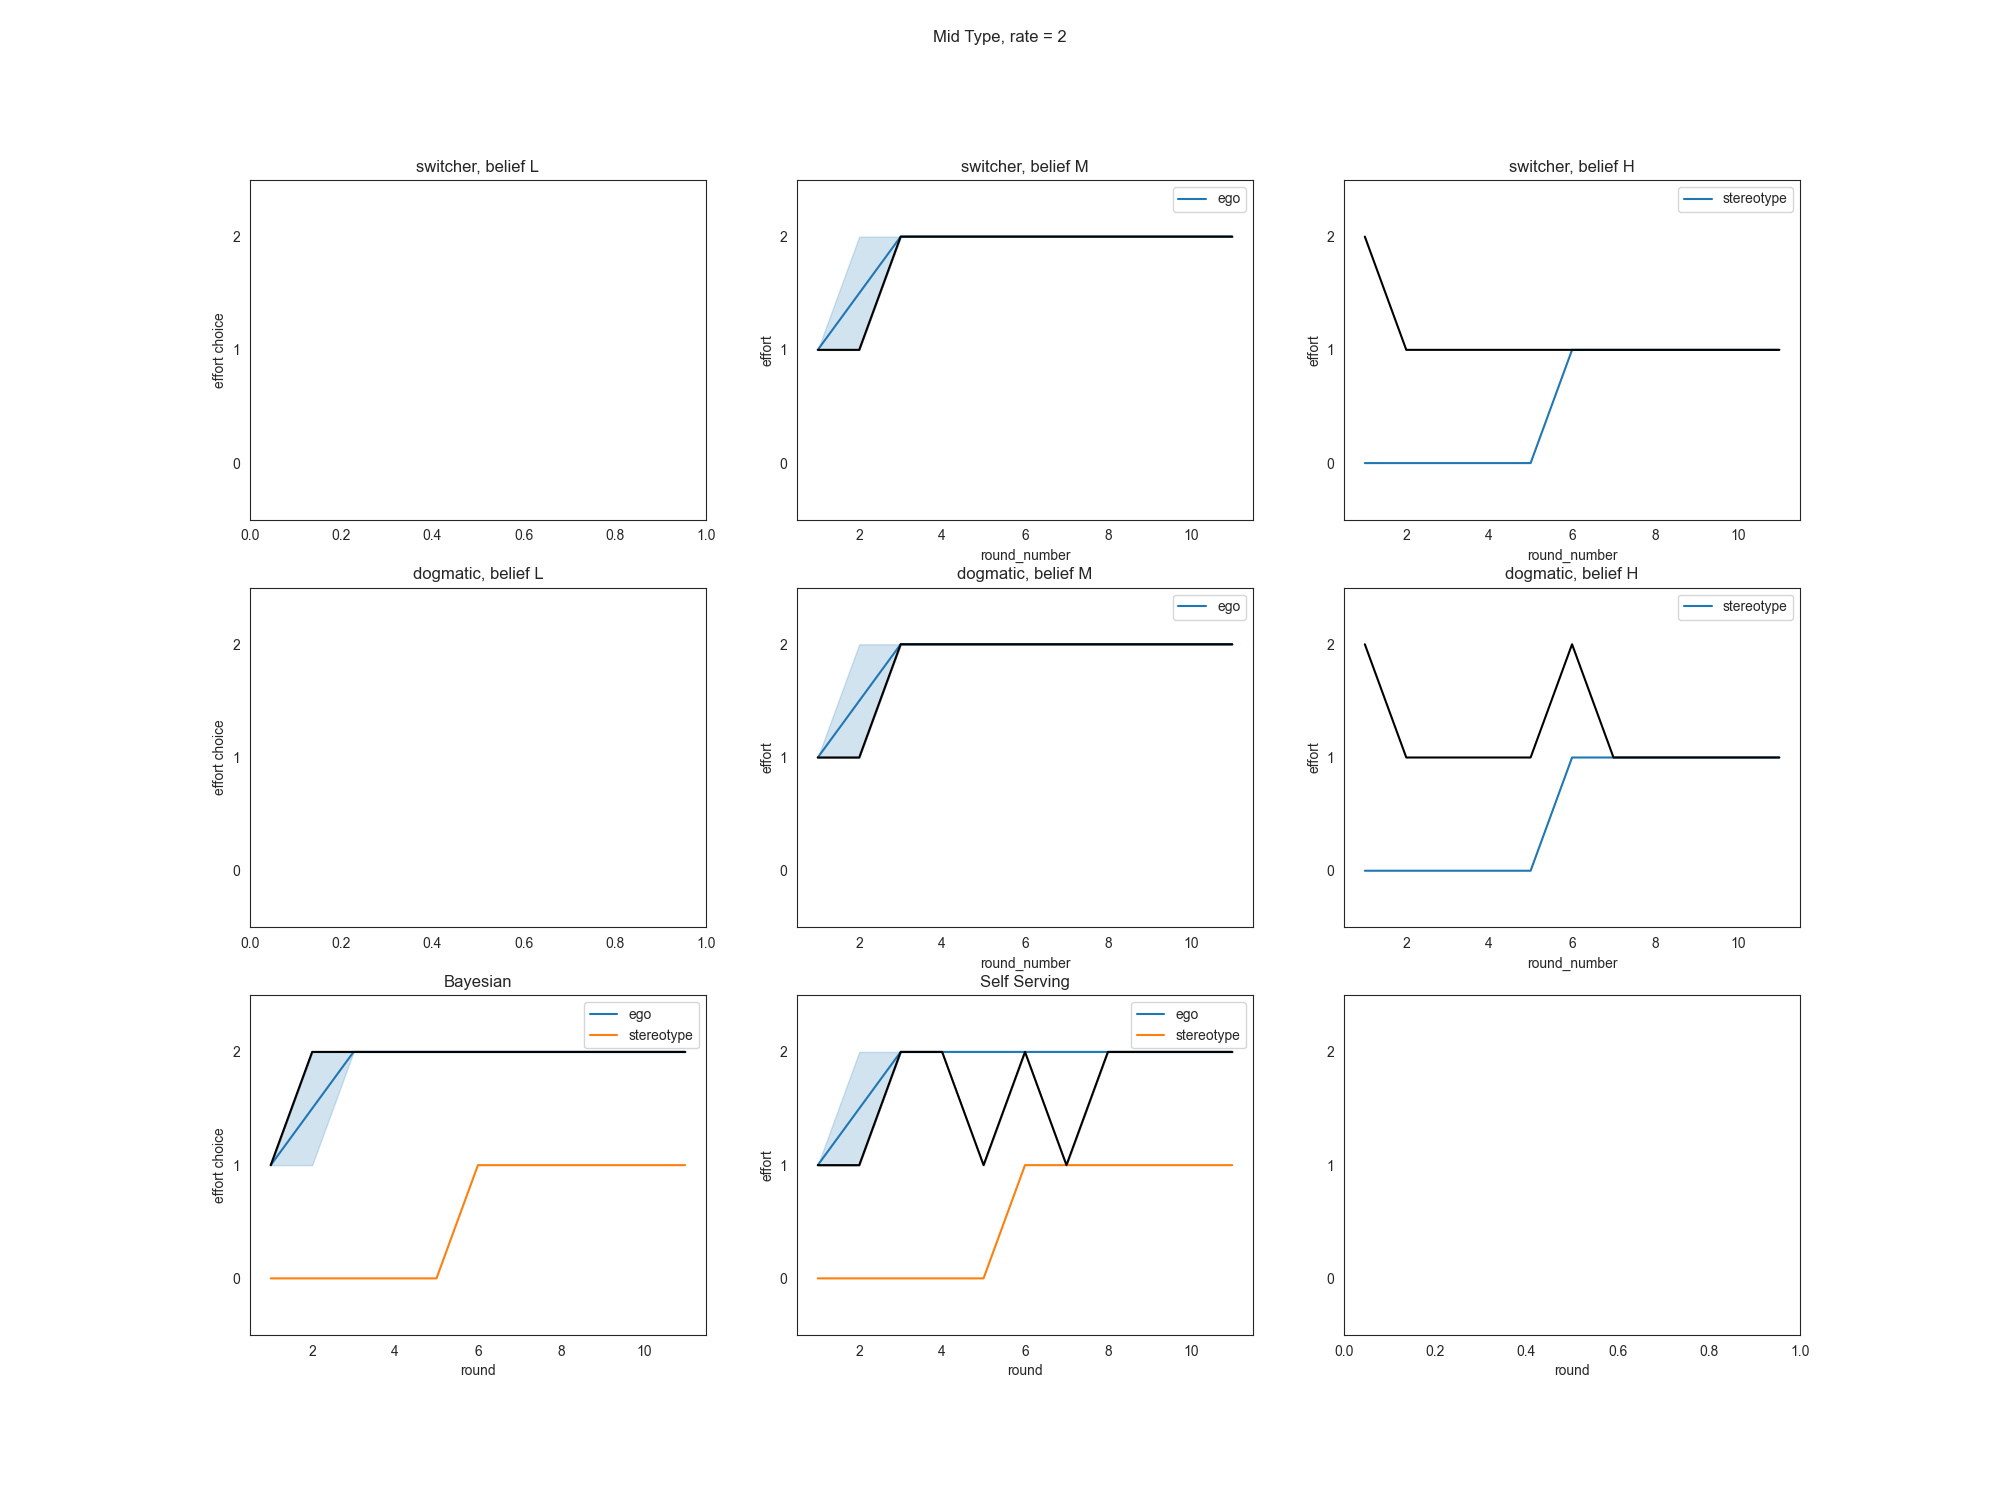 Mid Type, rate = 2
switcher, belief L
effort choice
2
1
0
0.0 0.2 0.4 0.6 0.8 1.0
switcher, belief M
ego
effort
2
1
0
2 4 6 8 10
round_number
switcher, belief H
stereotype
effort
2
1
0
2 4 6 8 10
round_number
dogmatic, belief L
effort choice
2
1
0
0.0 0.2 0.4 0.6 0.8 1.0
dogmatic, belief M
ego
effort
2
1
0
2 4 6 8 10
round_number
dogmatic, belief H
stereotype
effort
2
1
0
2 4 6 8 10
round_number
Bayesian
ego
stereotype
effort choice
2
1
0
2 4 6 8 10
round
Self Serving
ego
stereotype
effort
2
1
0
2 4 6 8 10
round
2
1
0
0.0 0.2 0.4 0.6 0.8 1.0
round